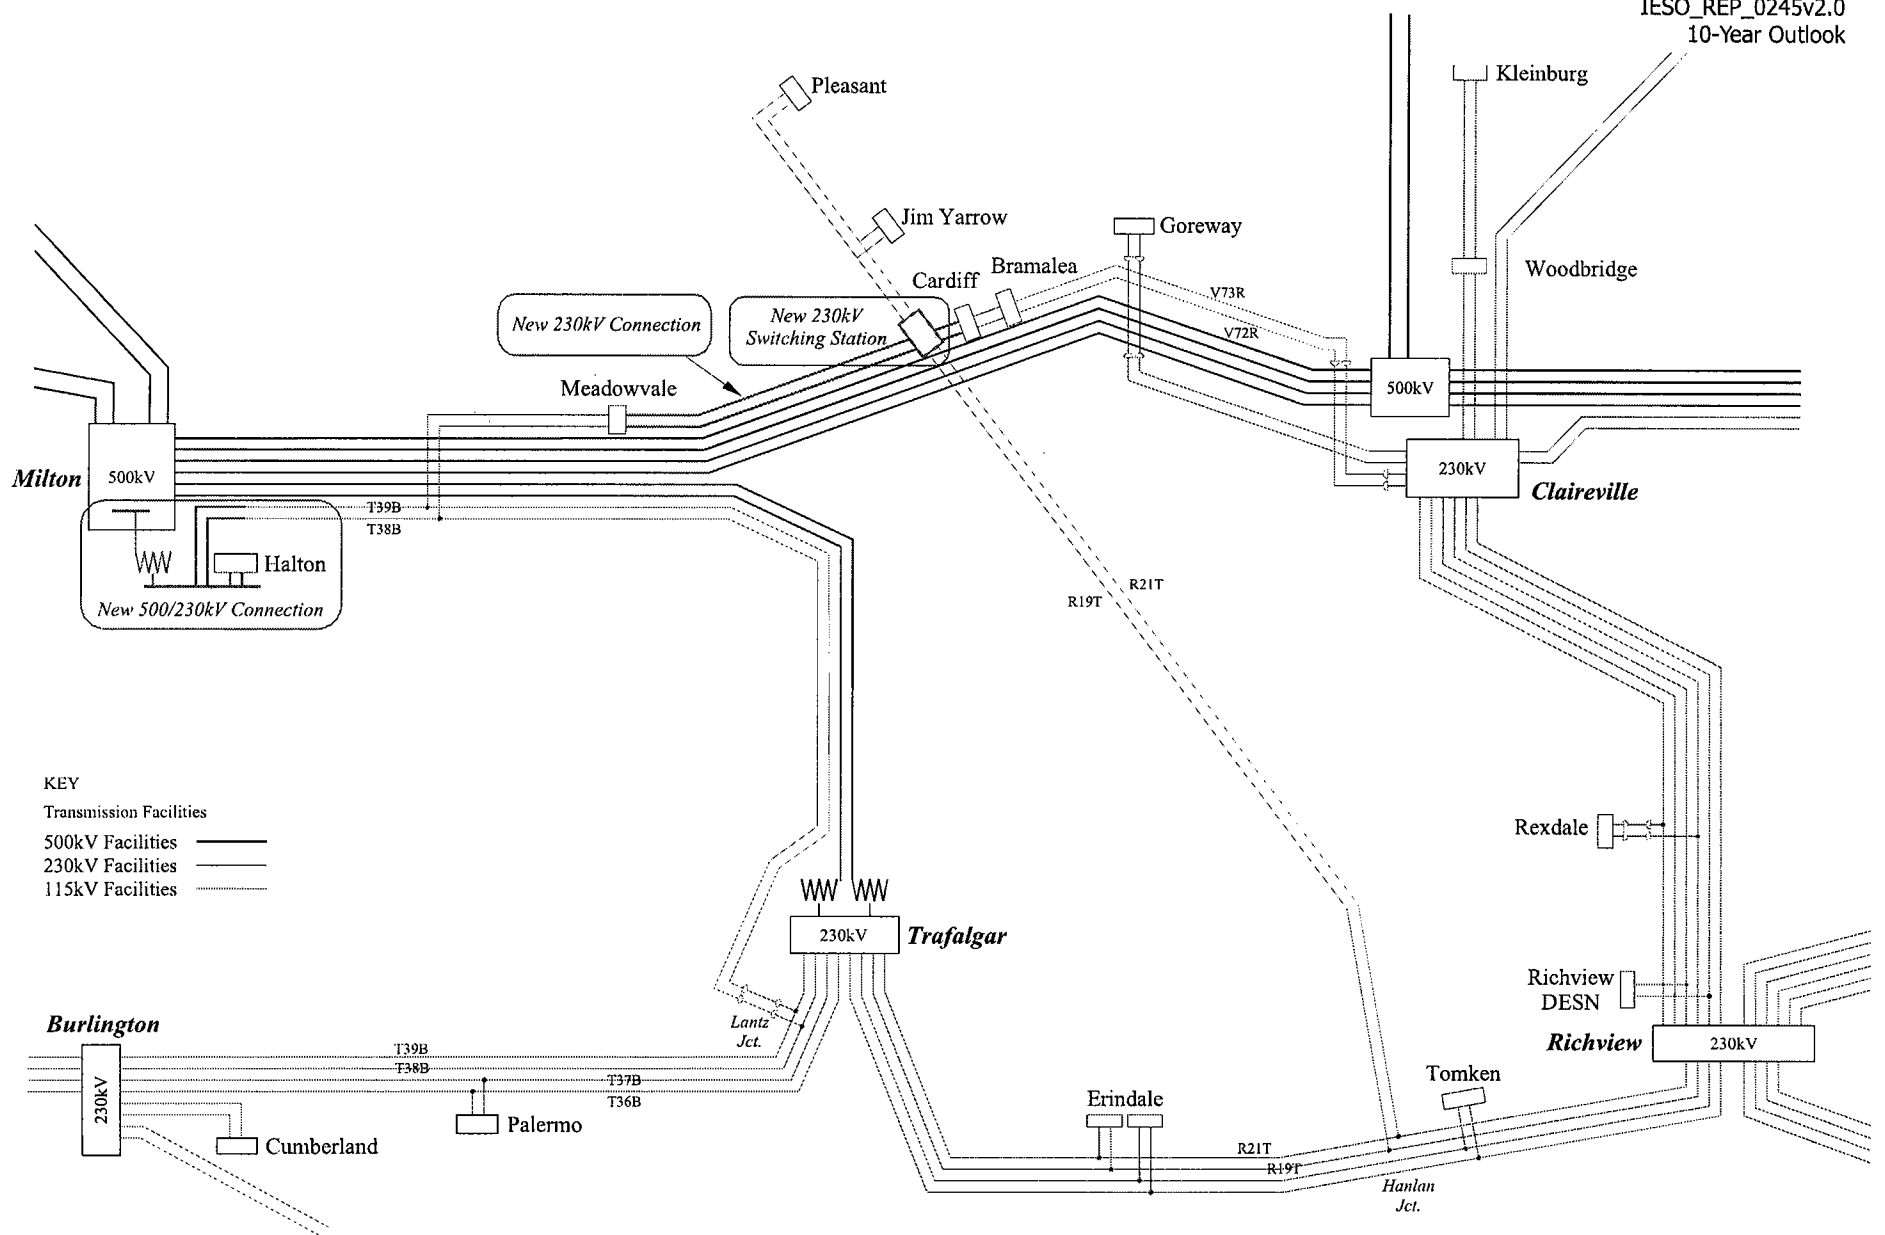 IESO_REP_0245v2.0
10-Year Outlook
Kleinburg
Pleasant
Jim Yarrow
Goreway
Woodbridge
Cardiff
Bramalea
V73R
V72R
New 230kV Connection
New 230kV
Switching Station
Meadowvale
500kV
230kV
Claireville
Milton
500kV
T39B
T38B
Halton
New 500/230kV Connection
R21T
R19T
KEY
Transmission Facilities
500kV Facilities
230kV Facilities
115kV Facilities
Rexdale
230kV
Trafalgar
Richview
DESN
Richview
230kV
Lantz
Jct.
Burlington
230kV
T39B
T38B
T37B
T36B
Palermo
Cumberland
Erindale
Tomken
R21T
R19T
Hanlan
Jct.